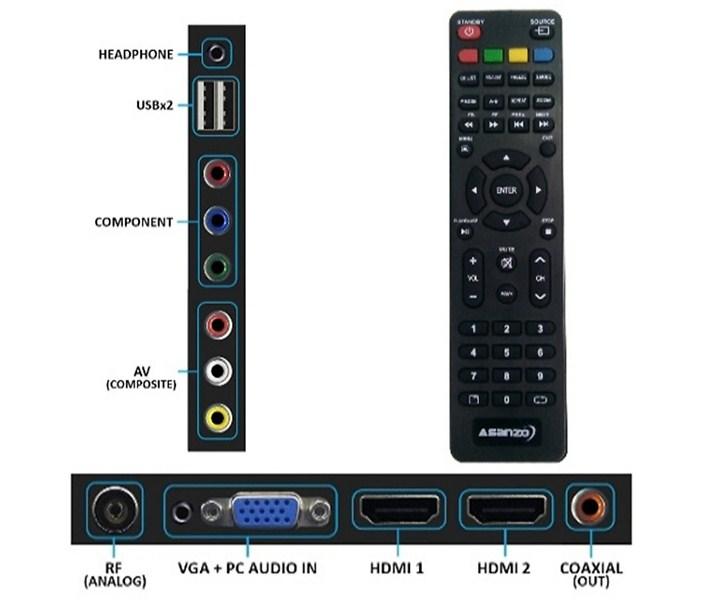 HEADPHONE
USBx2
COMPONENT
AV
(COMPOSITE)
STANDBY
SOURCE
ENTER
MUTE
+
VOL
-
CH
1 2 3
4 5 6
7 8 9
0
ASANZO
RF
(ANALOG)
VGA + PC AUDIO IN
HDMI 1
HDMI 2
COAXIAL
(OUT)